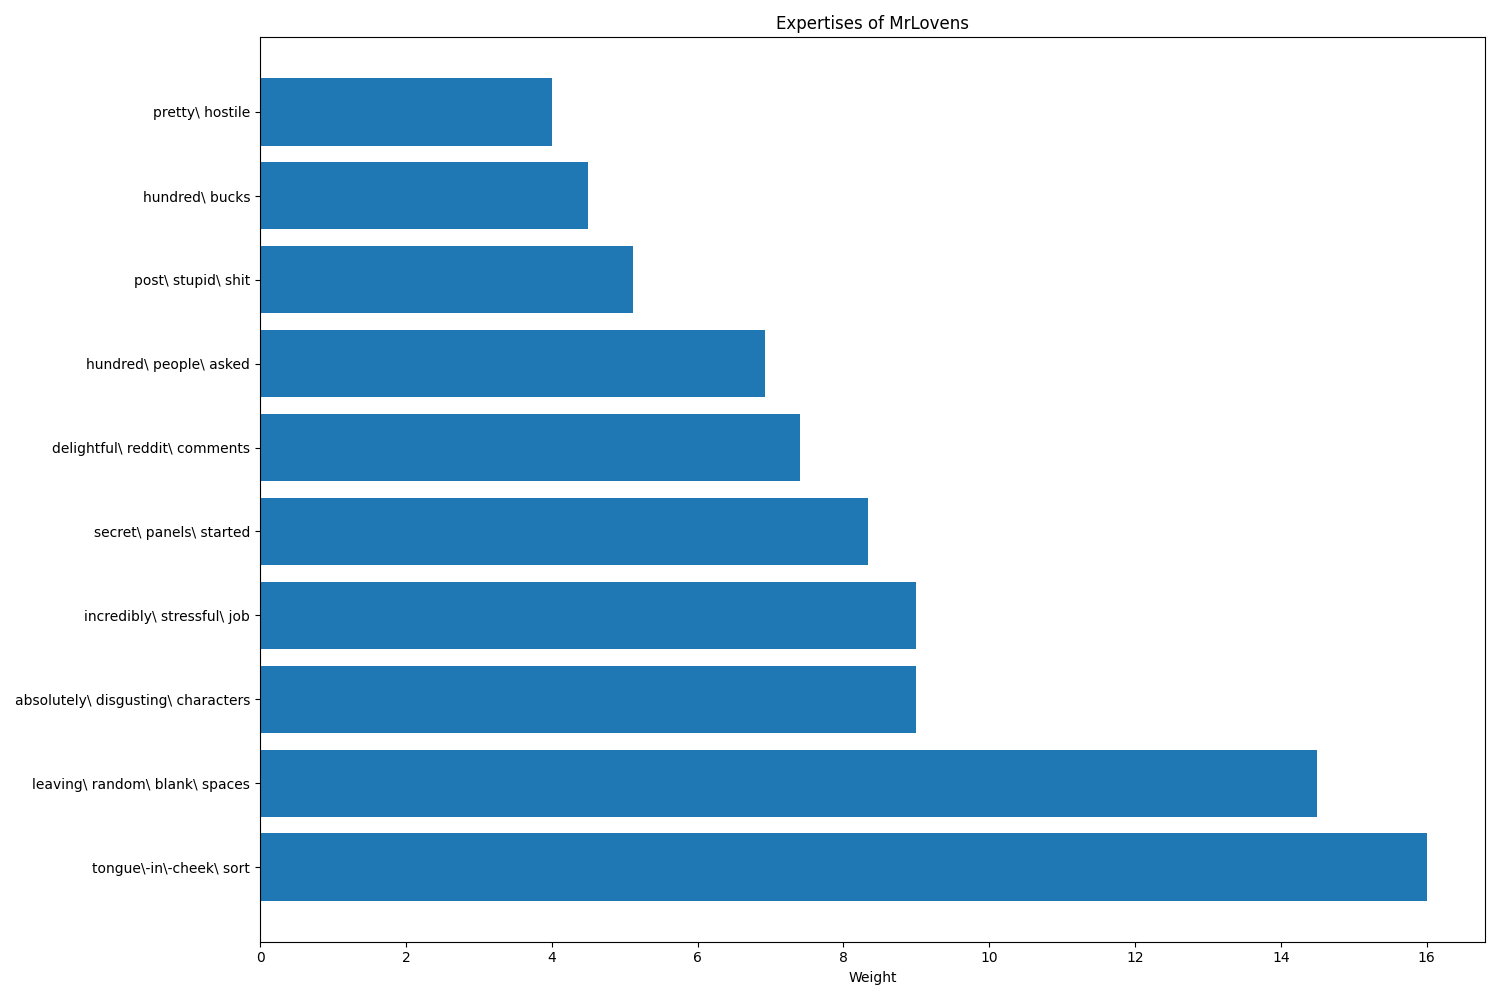 Expertises of MrLovens
pretty\ hostile
hundred\ bucks
post\ stupid\ shit
hundred\ people\ asked
delightful\ reddit\ comments
secret\ panels\ started
incredibly\ stressful\ job
absolutely\ disgusting\ characters
leaving\ random\ blank\ spaces
tongue\-in\-cheek\ sort
0 2 4 6 8 10 12 14 16
Weight